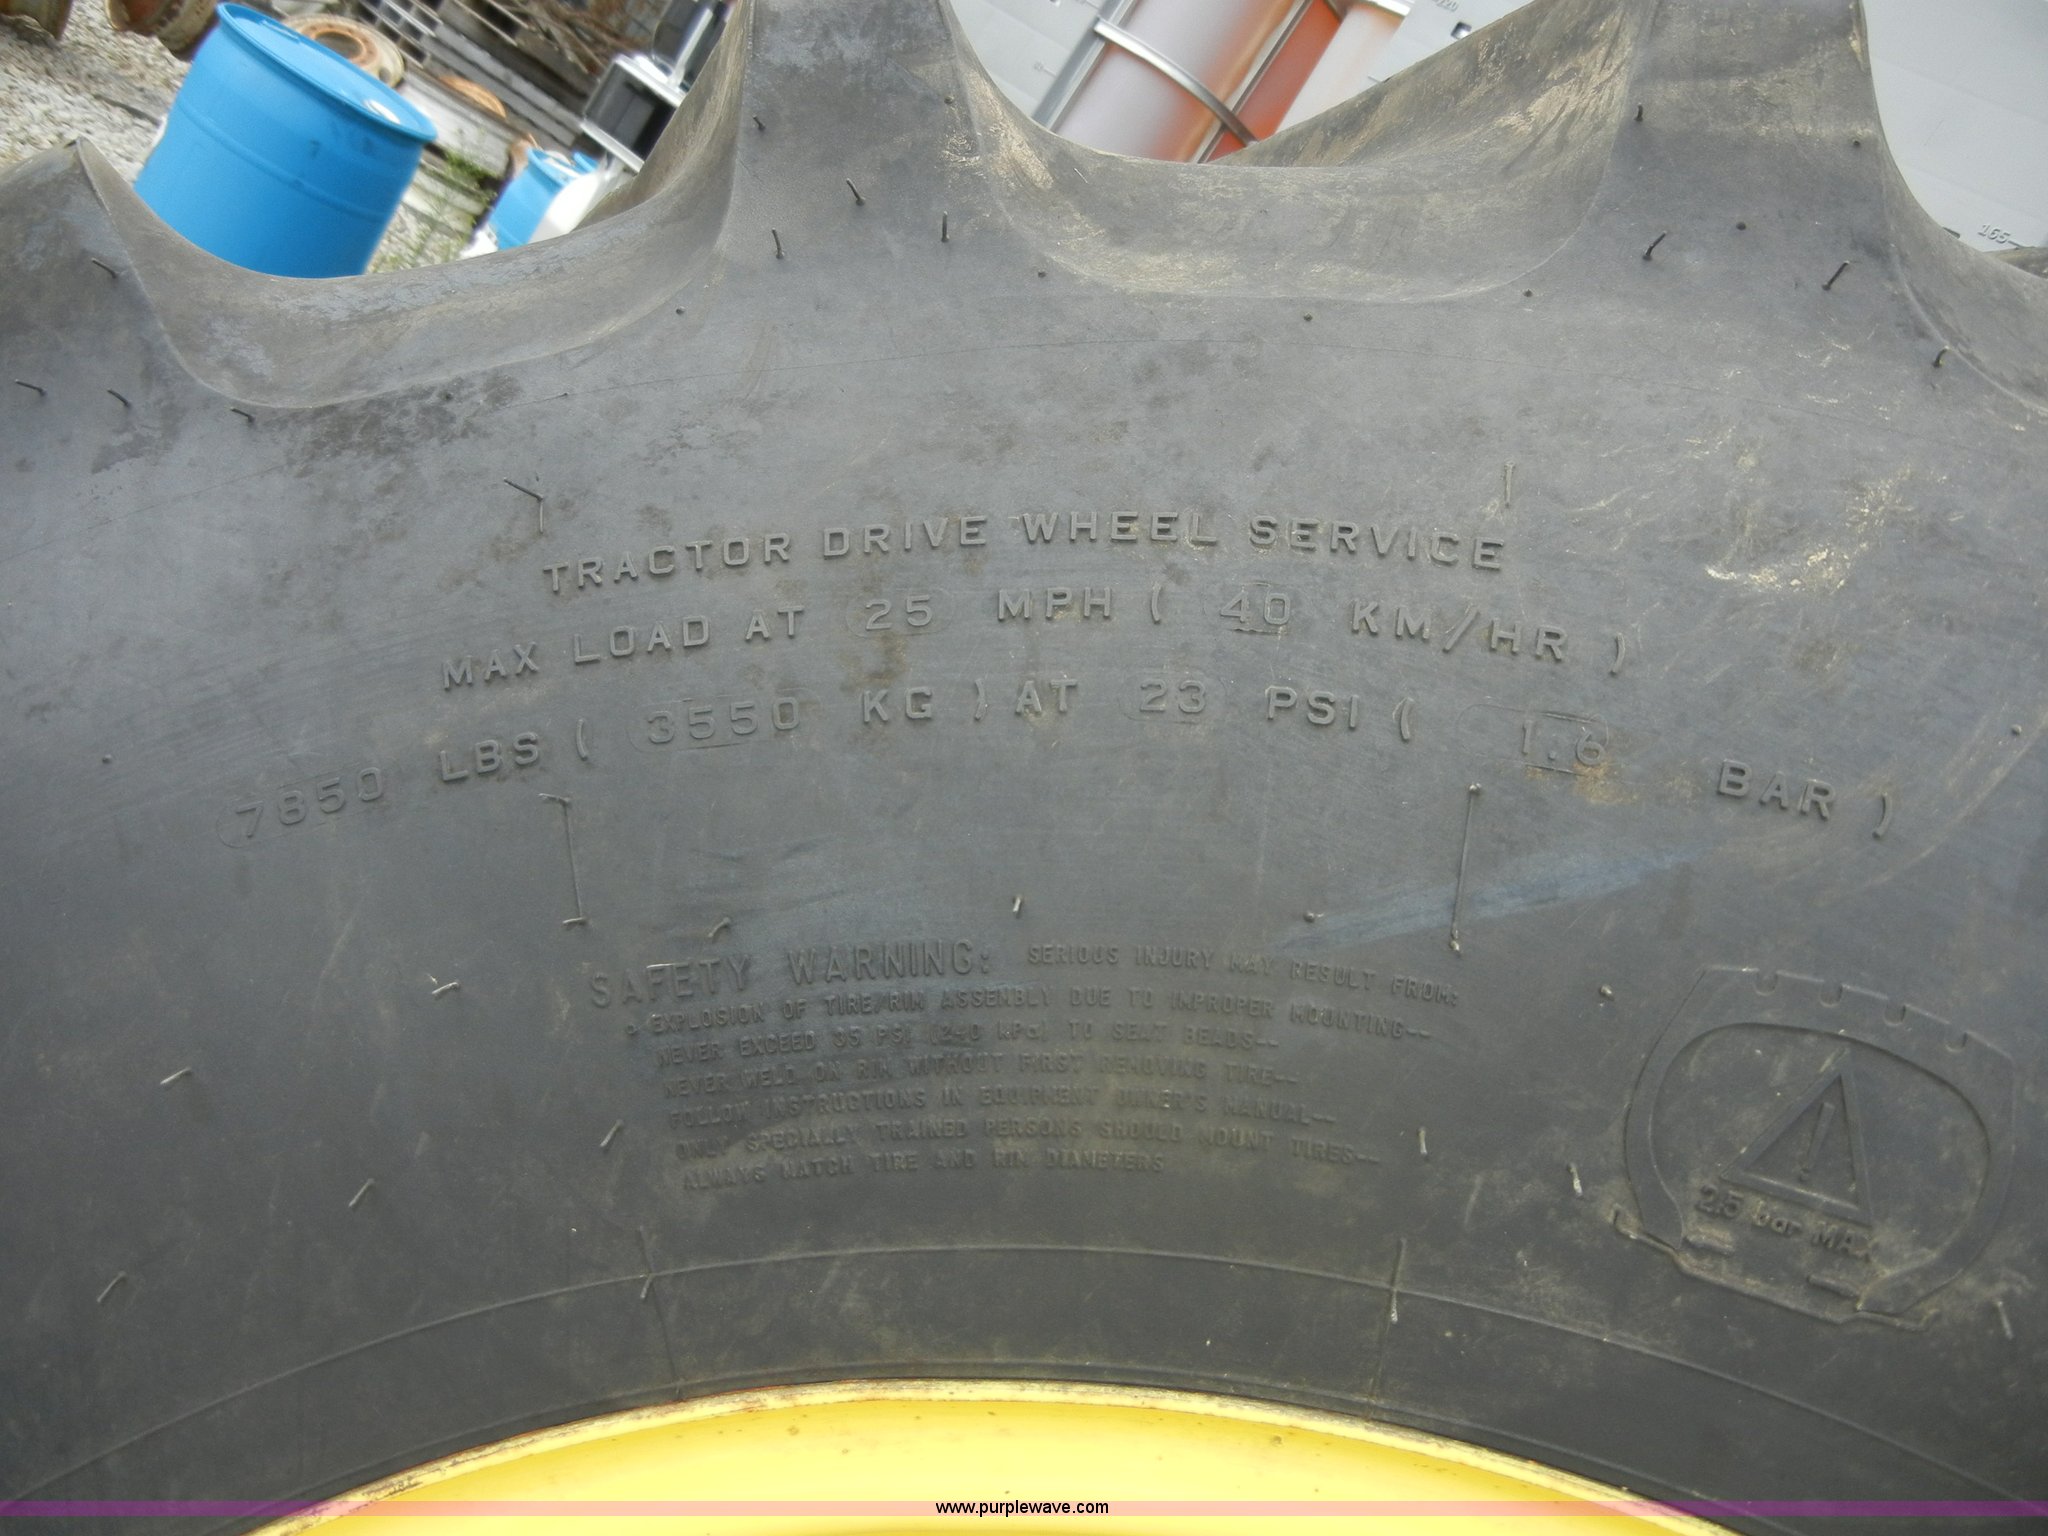 TRACTOR DRIVE WHEEL SERVICE
MAX LOAD AT 25 MPH ( 40 KM/HR )
7850 LBS ( 3550 KG ) AT 23 PSI ( 1.6 BAR )
SAFETY WARNING: SERIOUS INJURY MAY RESULT FROM:
EXPLOSION OF TIRE/RIM ASSEMBLY DUE TO IMPROPER MOUNTING--
NEVER EXCEED 35 PSI (240 kPa) TO SEAT BEADS--
NEVER WELD ON RIM WITHOUT FIRST REMOVING TIRE--
FOLLOW INSTRUCTIONS IN EQUIPMENT OWNER'S MANUAL--
ONLY SPECIALLY TRAINED PERSONS SHOULD MOUNT TIRES--
ALWAYS MATCH TIRE AND RIM DIAMETERS
2.5 bar MAX
165
www.purplewave.com